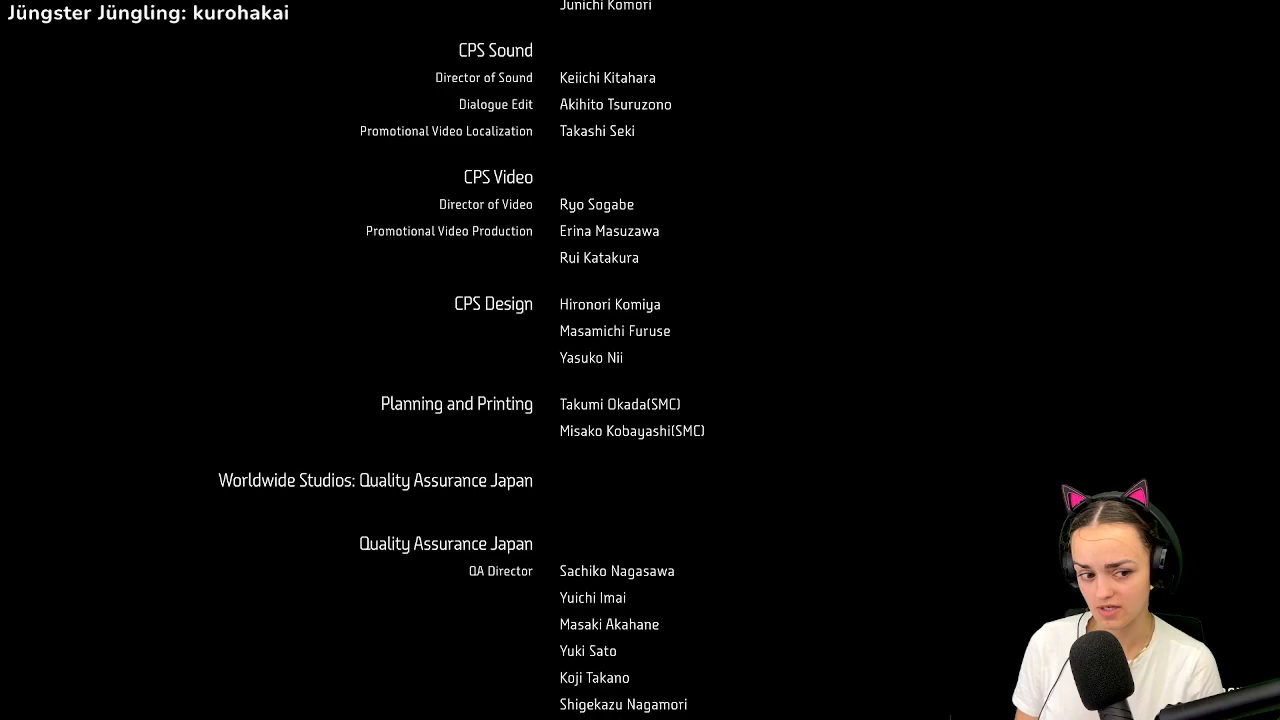 Jüngster Jüngling: kurohakai
Junichi Komori
CPS Sound
Director of Sound Keiichi Kitahara
Dialogue Edit Akihito Tsuruzono
Promotional Video Localization Takashi Seki
CPS Video
Director of Video Ryo Sogabe
Promotional Video Production Erina Masuzawa
Rui Katakura
CPS Design Hironori Komiya
Masamichi Furuse
Yasuko Nii
Planning and Printing Takumi Okada(SMC)
Misako Kobayashi(SMC)
Worldwide Studios: Quality Assurance Japan
Quality Assurance Japan
QA Director Sachiko Nagasawa
Yuichi Imai
Masaki Akahane
Yuki Sato
Koji Takano
Shigekazu Nagamori